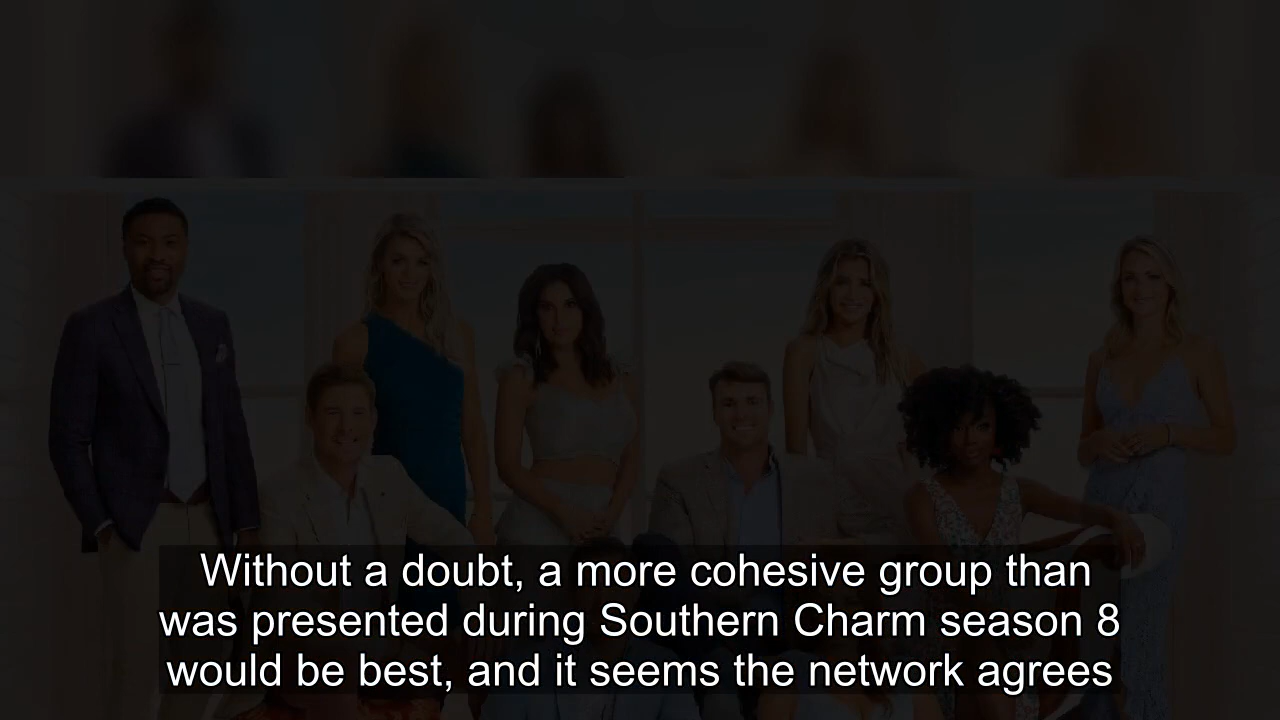 Without a doubt, a more cohesive group than
was presented during Southern Charm season 8
would be best, and it seems the network agrees